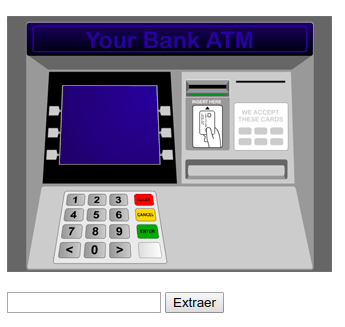 Your Bank ATM
INSERT HERE
WE ACCEPT
THESE CARDS
1 2 3
4 5 6 CANCEL
7 8 9 ENTER
< 0 >
Extraer